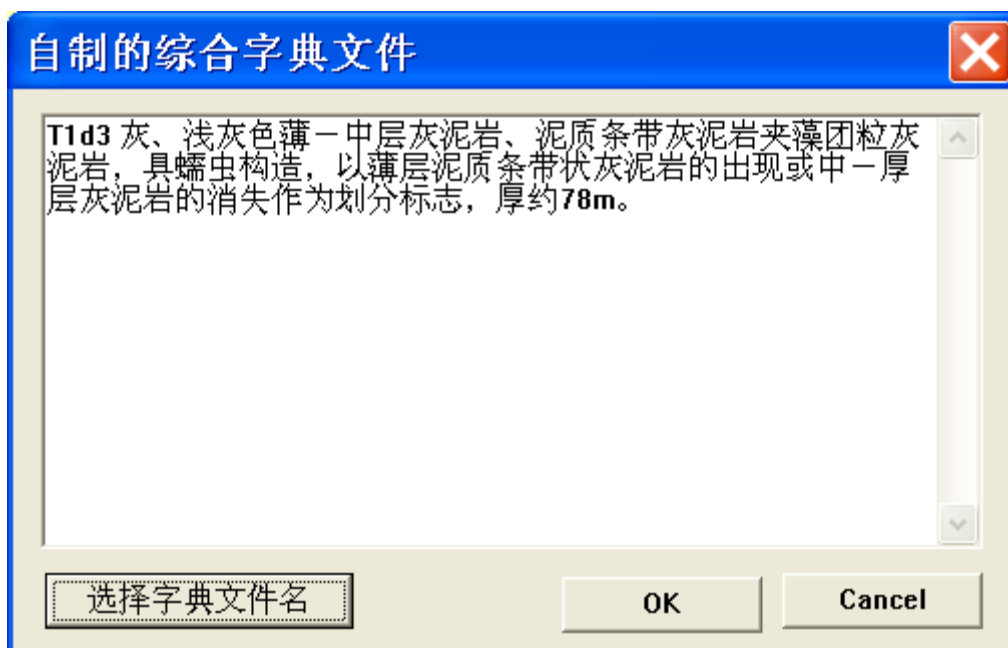 自制的综合字典文件
T1d3 灰、浅灰色薄－中层灰泥岩、泥质条带灰泥岩夹藻团粒灰
泥岩，具蠕虫构造，以薄层泥质条带状灰泥岩的出现或中－厚
层灰泥岩的消失作为划分标志，厚约78m。
选择字典文件名
OK
Cancel